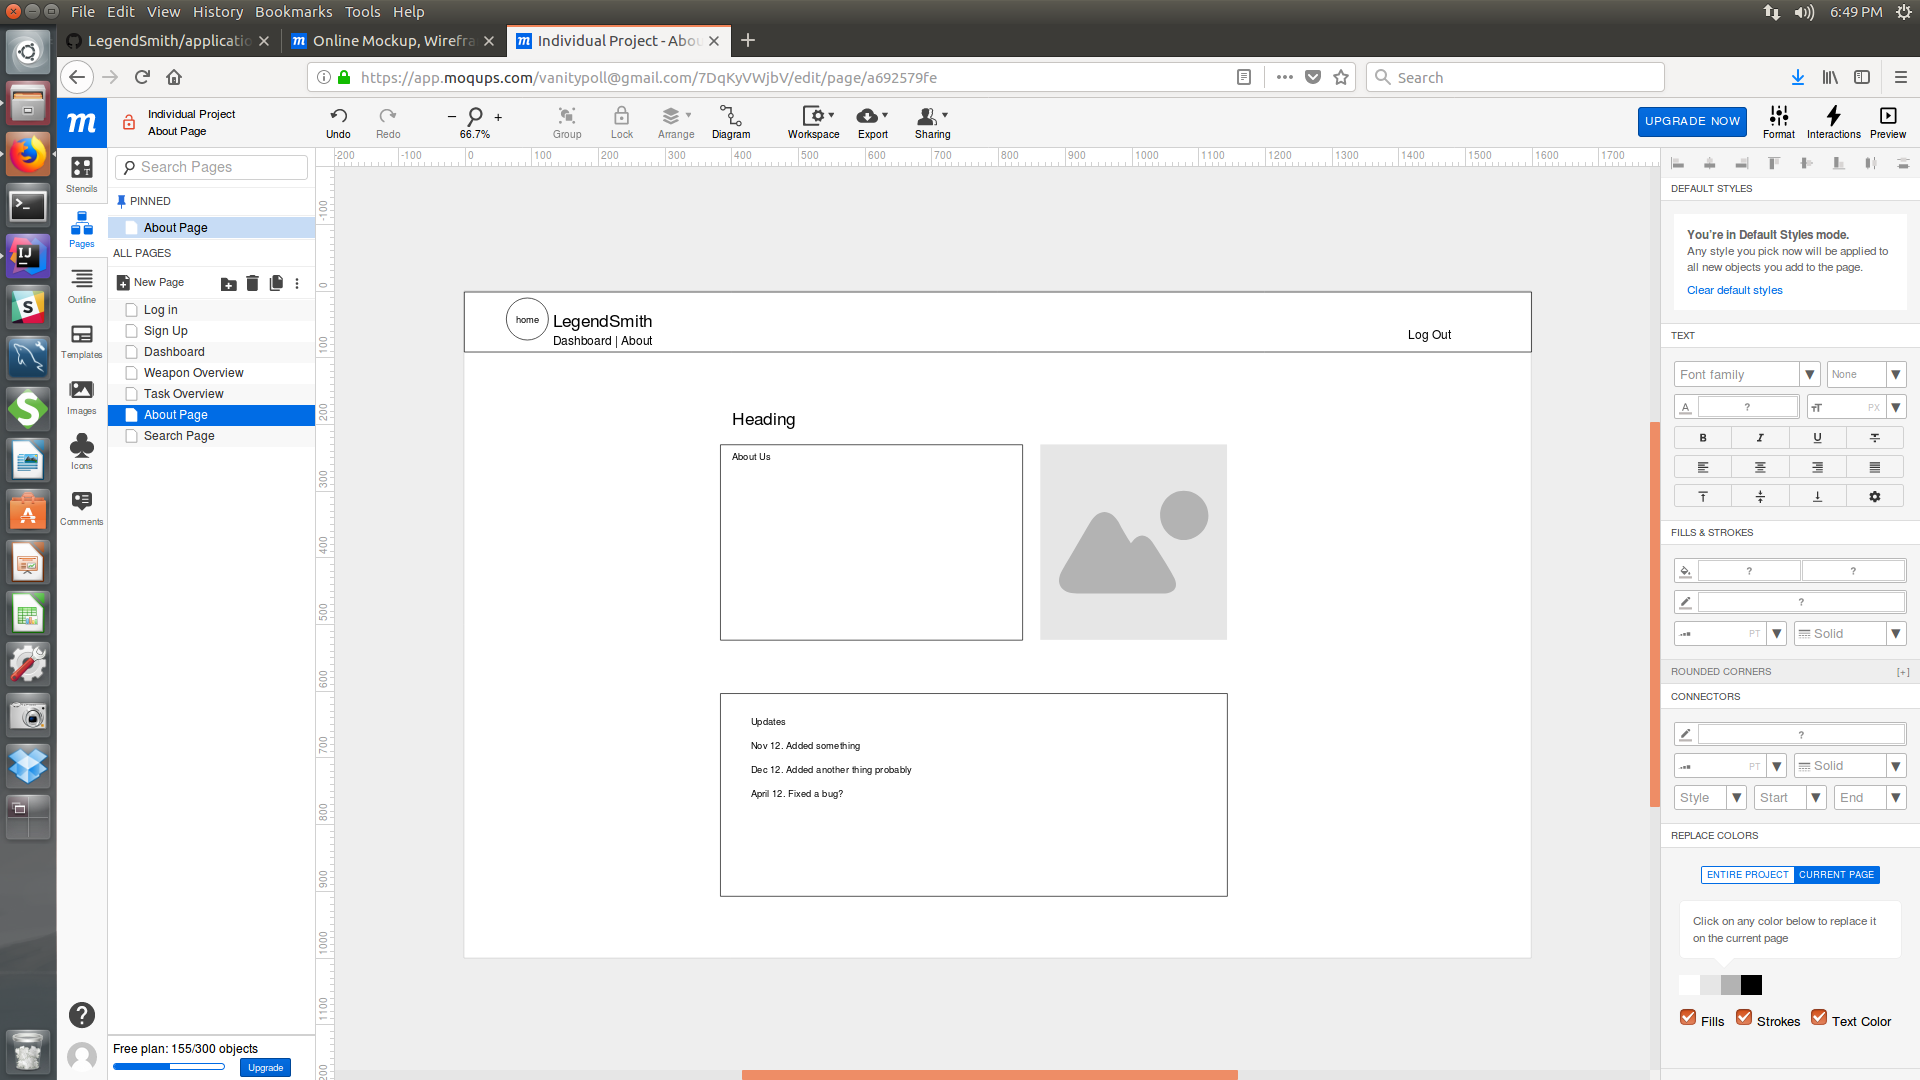 File Edit View History Bookmarks Tools Help
6:49 PM
LegendSmith/applicatio
Online Mockup, Wirefra
Individual Project - Abou
https://app.moqups.com/vanitypoll@gmail.com/7DqKyVWjbV/edit/page/a692579fe
Search
m
Individual Project
About Page
Undo
Redo
66.7%
Group
Lock
Arrange
Diagram
Workspace
Export
Sharing
UPGRADE NOW
Format
Interactions
Preview
Stencils
Pages
Outline
Templates
Images
Icons
Comments
Search Pages
PINNED
About Page
ALL PAGES
New Page
Log in
Sign Up
Dashboard
Weapon Overview
Task Overview
About Page
Search Page
Free plan: 155/300 objects
Upgrade
-200 -100 0 100 200 300 400 500 600 700 800 900 1000 1100 1200 1300 1400 1500 1600 1700
-100
0
100
200
300
400
500
600
700
800
900
1000
1100
home
LegendSmith
Dashboard | About
Log Out
Heading
About Us
Updates
Nov 12. Added something
Dec 12. Added another thing probably
April 12. Fixed a bug?
DEFAULT STYLES
You're in Default Styles mode.
Any style you pick now will be applied to
all new objects you add to the page.
Clear default styles
TEXT
Font family
None
A ? TT PX
B I U
FILLS & STROKES
? ?
?
PT Solid
ROUNDED CORNERS [+]
CONNECTORS
?
PT Solid
Style Start End
REPLACE COLORS
ENTIRE PROJECT CURRENT PAGE
Click on any color below to replace it
on the current page
Fills Strokes Text Color